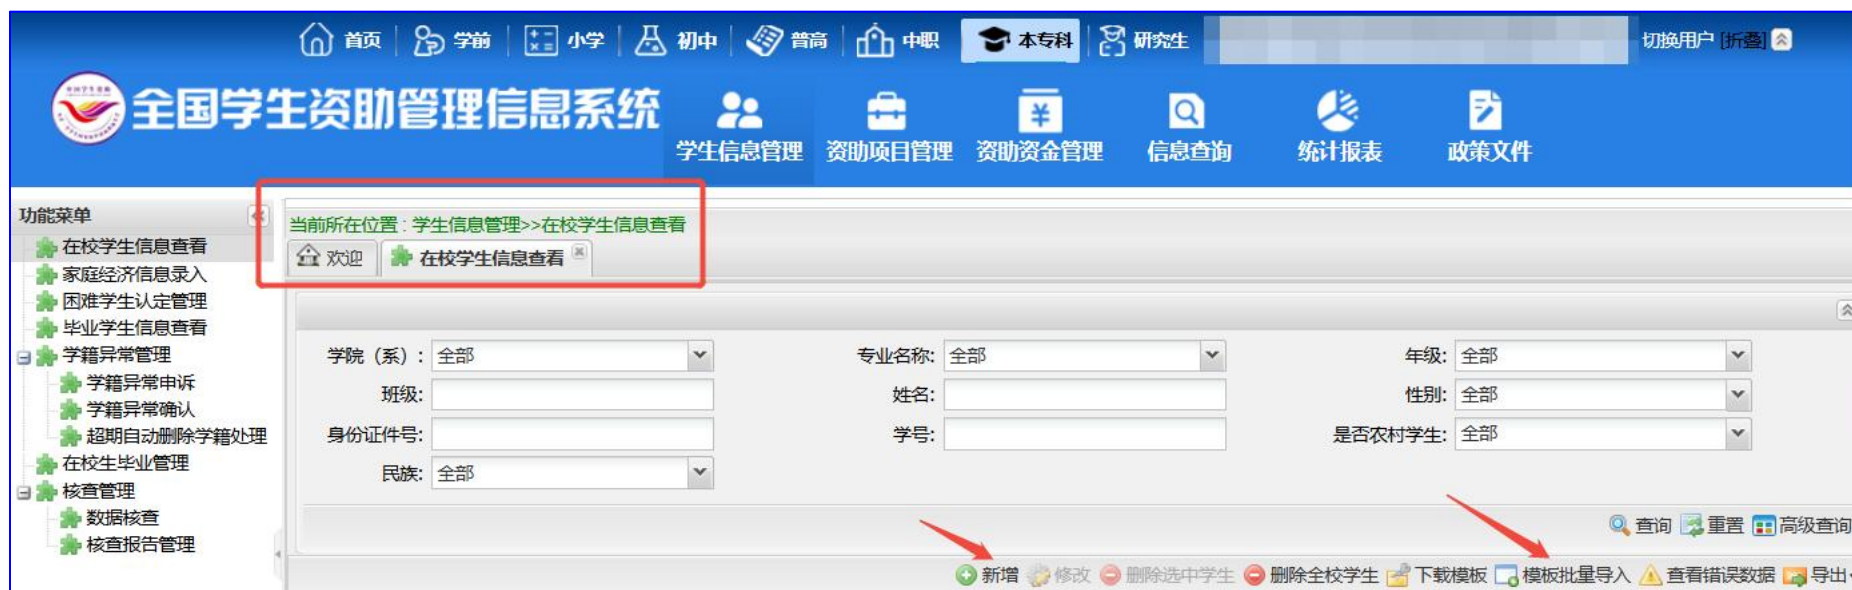 首页 学前 小学 初中 普高 中职 本专科 研究生 切换用户 [折叠]
全国学生资助管理信息系统
学生信息管理 资助项目管理 资助资金管理 信息查询 统计报表 政策文件
功能菜单
在校学生信息查看
家庭经济信息录入
困难学生认定管理
毕业学生信息查看
学籍异常管理
学籍异常申诉
学籍异常确认
超期自动删除学籍处理
在校生毕业管理
核查管理
数据核查
核查报告管理
当前所在位置 : 学生信息管理>>在校学生信息查看
欢迎 在校学生信息查看
学院（系）: 全部 专业名称: 全部 年级: 全部
班级: 姓名: 性别: 全部
身份证件号: 学号: 是否农村学生: 全部
民族: 全部
查询 重置 高级查询
新增 修改 删除选中学生 删除全校学生 下载模板 模板批量导入 查看错误数据 导出